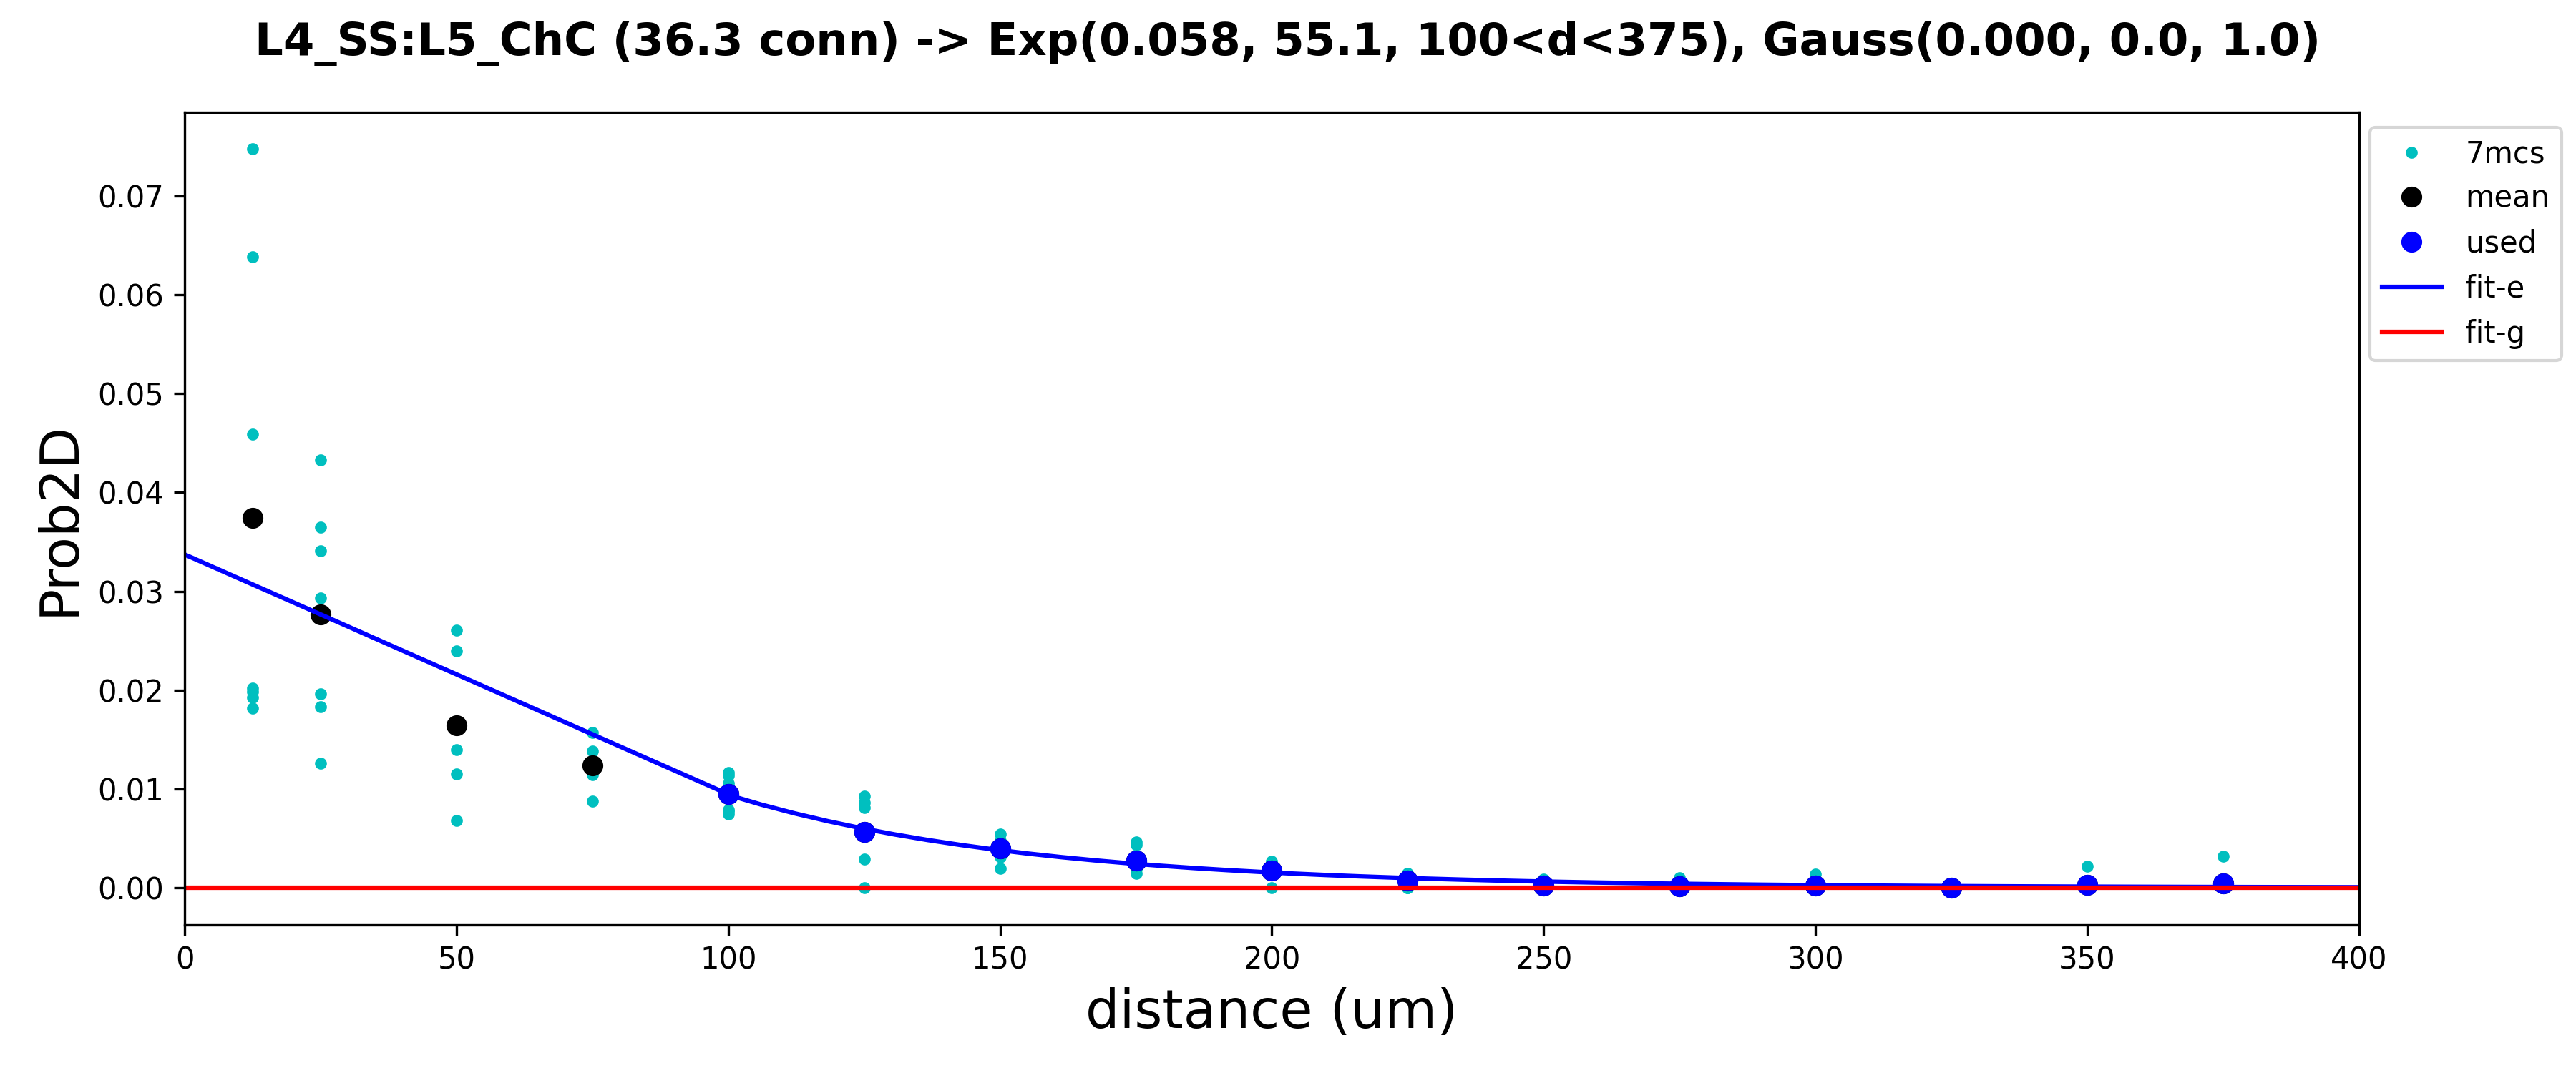 L4_SS:L5_ChC (36.3 conn) -> Exp(0.058, 55.1, 100<d<375), Gauss(0.000, 0.0, 1.0)
7mcs
mean
used
fit-e
fit-g
Prob2D
0.07
0.06
0.05
0.04
0.03
0.02
0.01
0.00
0 50 100 150 200 250 300 350 400
distance (um)